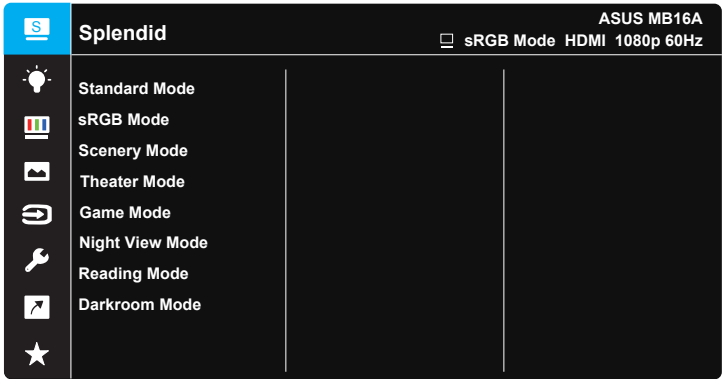 S
Splendid
ASUS MB16A
sRGB Mode HDMI 1080p 60Hz
Standard Mode
sRGB Mode
Scenery Mode
Theater Mode
Game Mode
Night View Mode
Reading Mode
Darkroom Mode